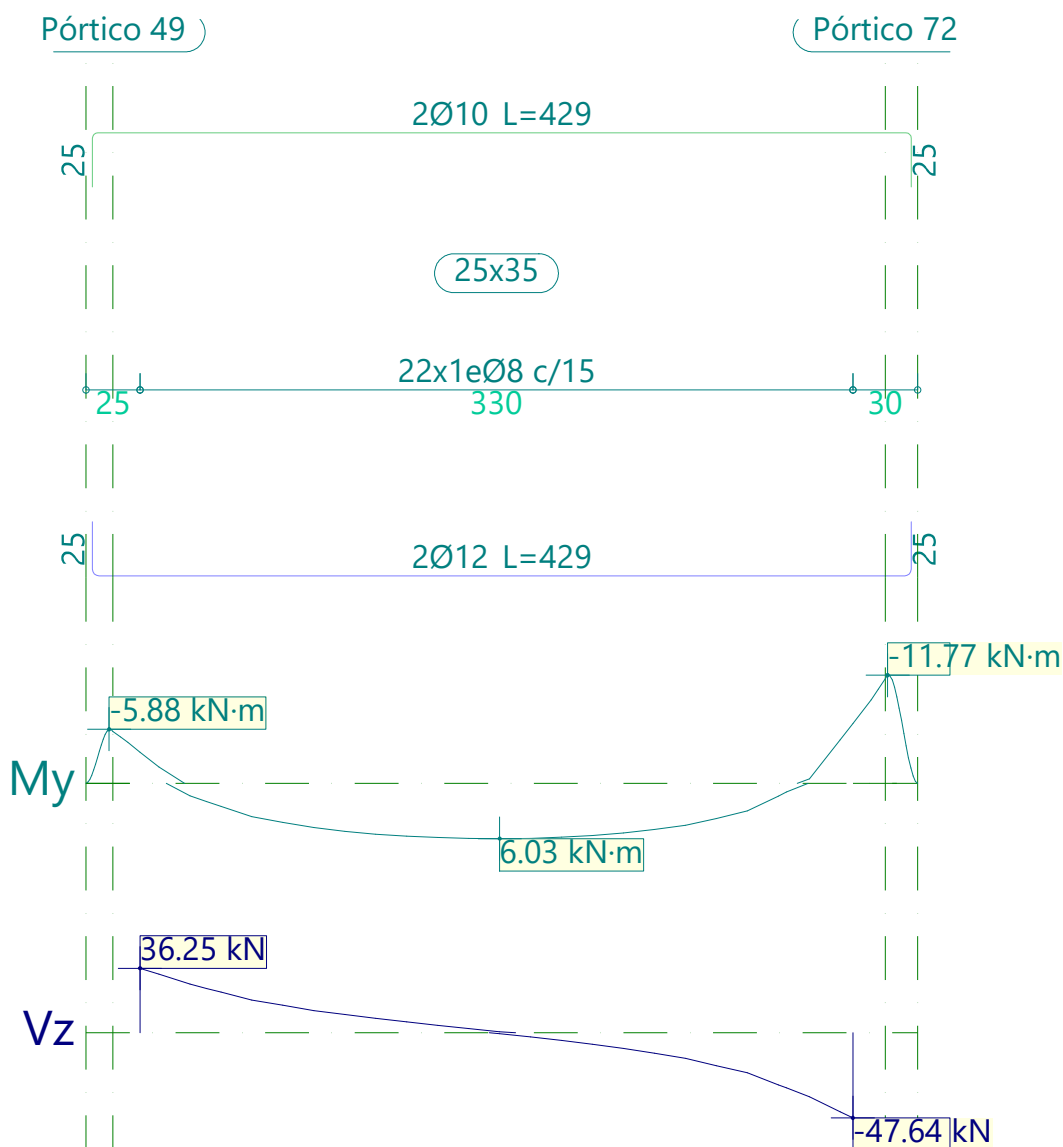 Pórtico 49
Pórtico 72
2Ø10 L=429
25
25
25x35
22x1eØ8 c/15
25
330
30
25
25
2Ø12 L=429
-11.77 kN·m
-5.88 kN·m
My
6.03 kN·m
36.25 kN
Vz
-47.64 kN